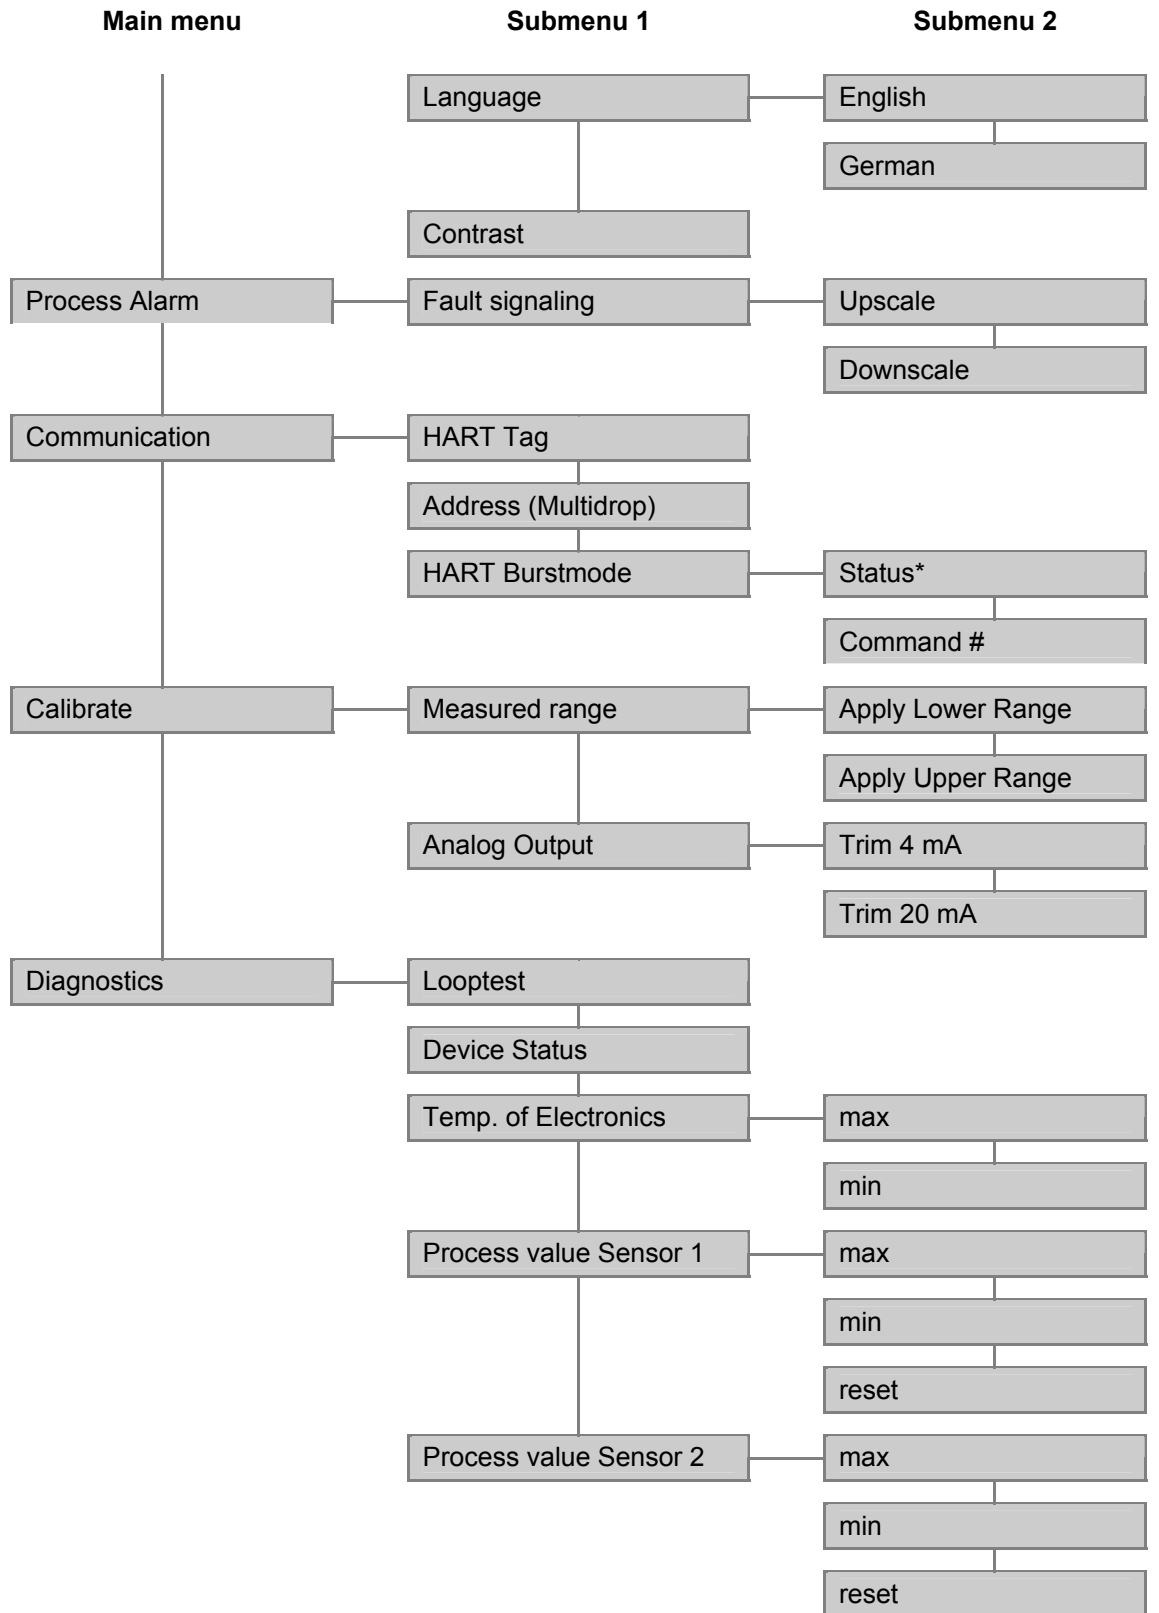 Main menu Submenu 1 Submenu 2
Language English
German
Contrast
Process Alarm Fault signaling Upscale
Downscale
Communication HART Tag
Address (Multidrop)
HART Burstmode Status*
Command #
Calibrate Measured range Apply Lower Range
Apply Upper Range
Analog Output Trim 4 mA
Trim 20 mA
Diagnostics Looptest
Device Status
Temp. of Electronics max
min
Process value Sensor 1 max
min
reset
Process value Sensor 2 max
min
reset